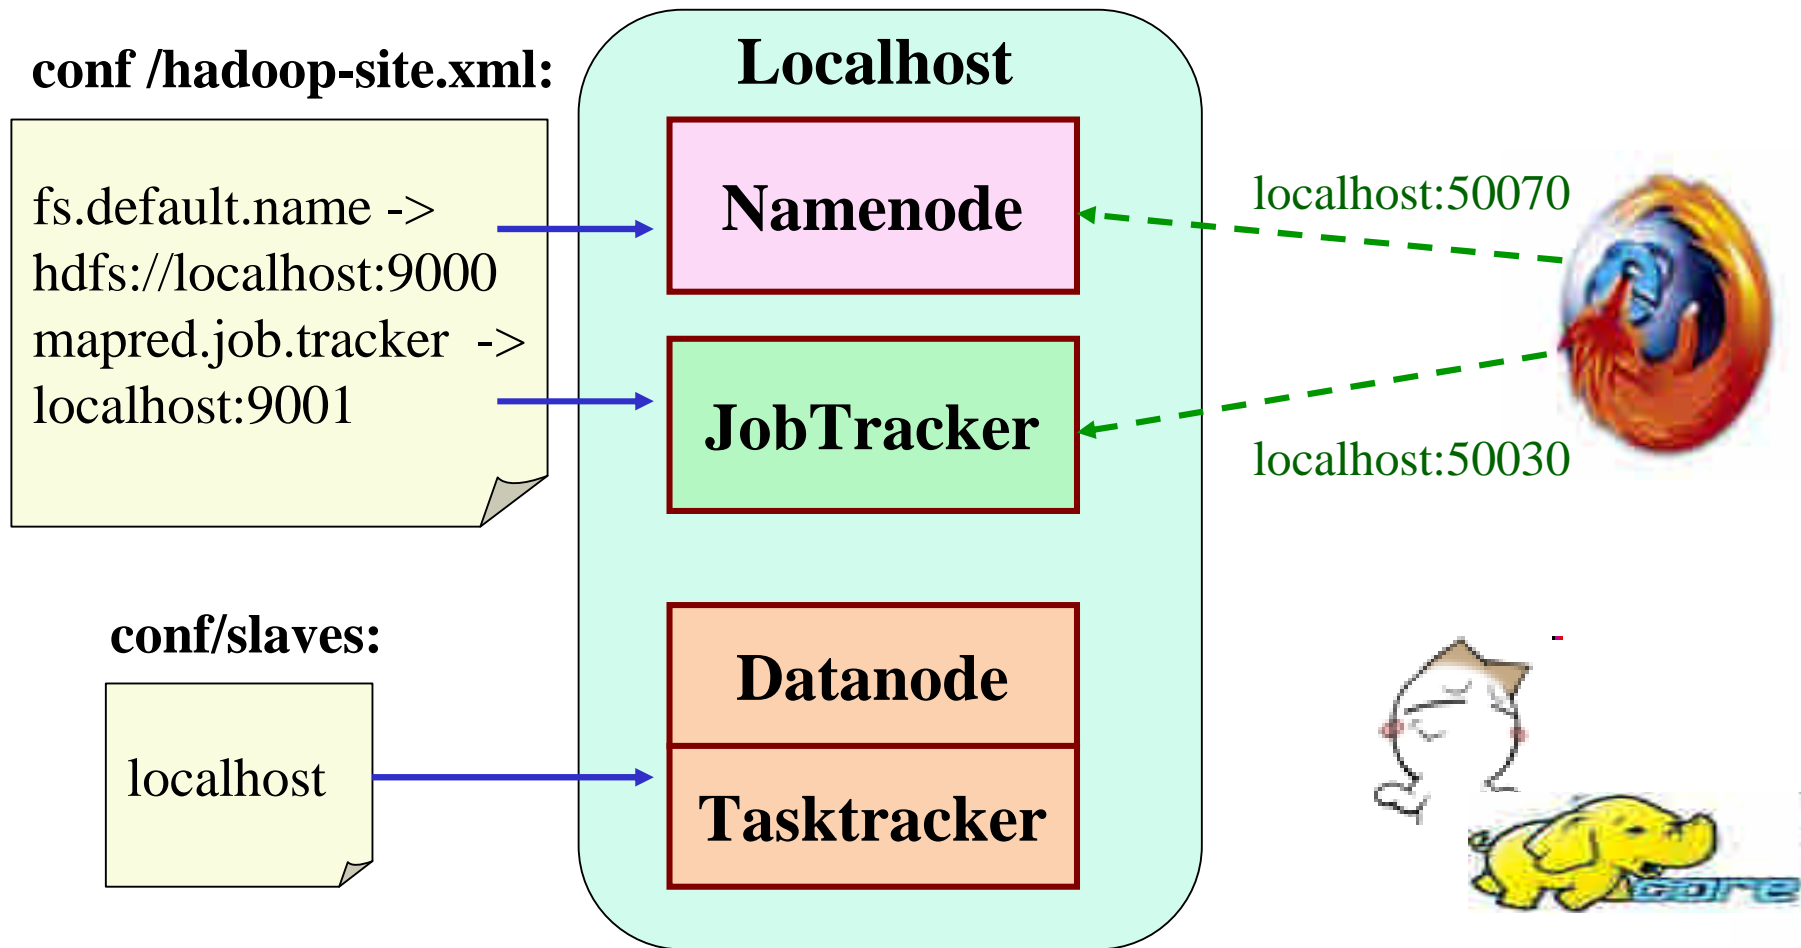 conf /hadoop-site.xml:
fs.default.name ->
hdfs://localhost:9000
mapred.job.tracker ->
localhost:9001
conf/slaves:
localhost
Localhost
Namenode
JobTracker
Datanode
Tasktracker
localhost:50070
localhost:50030
core